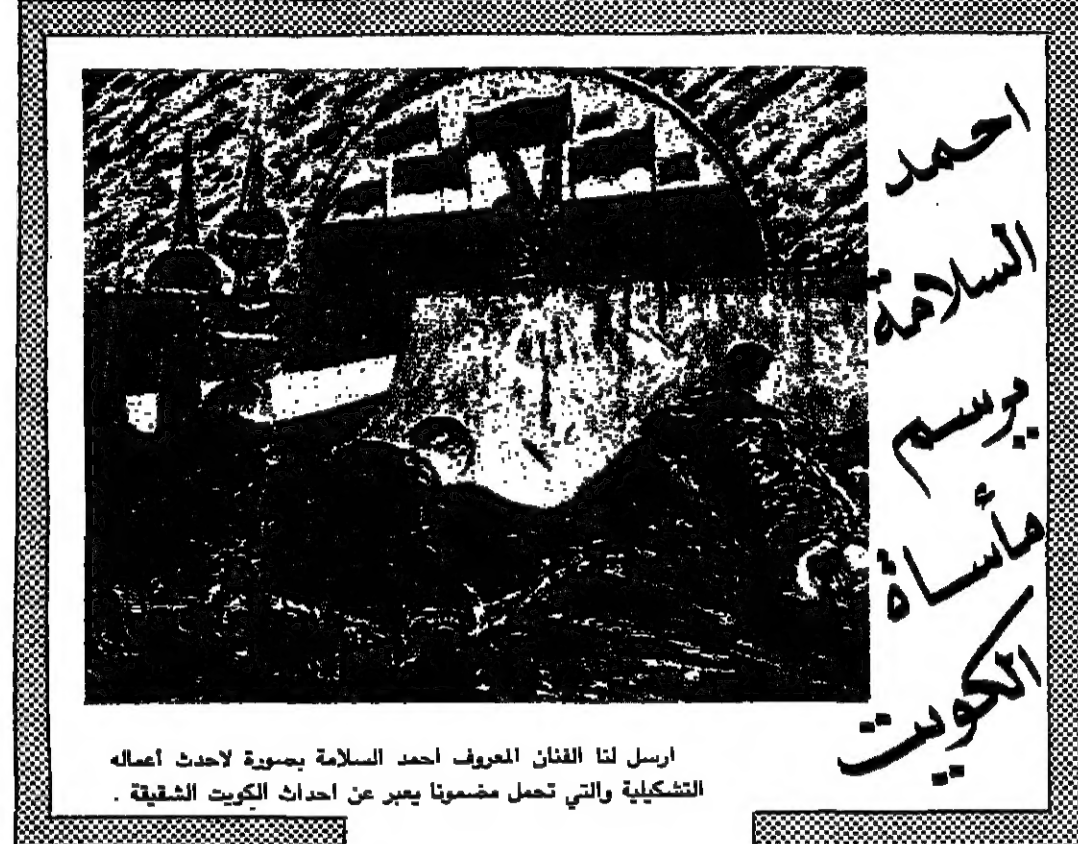 احمد
السلامة
يرسم
مأساة
الكويت
ارسل لنا الفنان المعروف احمد السلامة بصورة لاحدث أعماله
التشكيلية والتي تحمل مضمونا يعبر عن احداث الكويت الشقيقة .